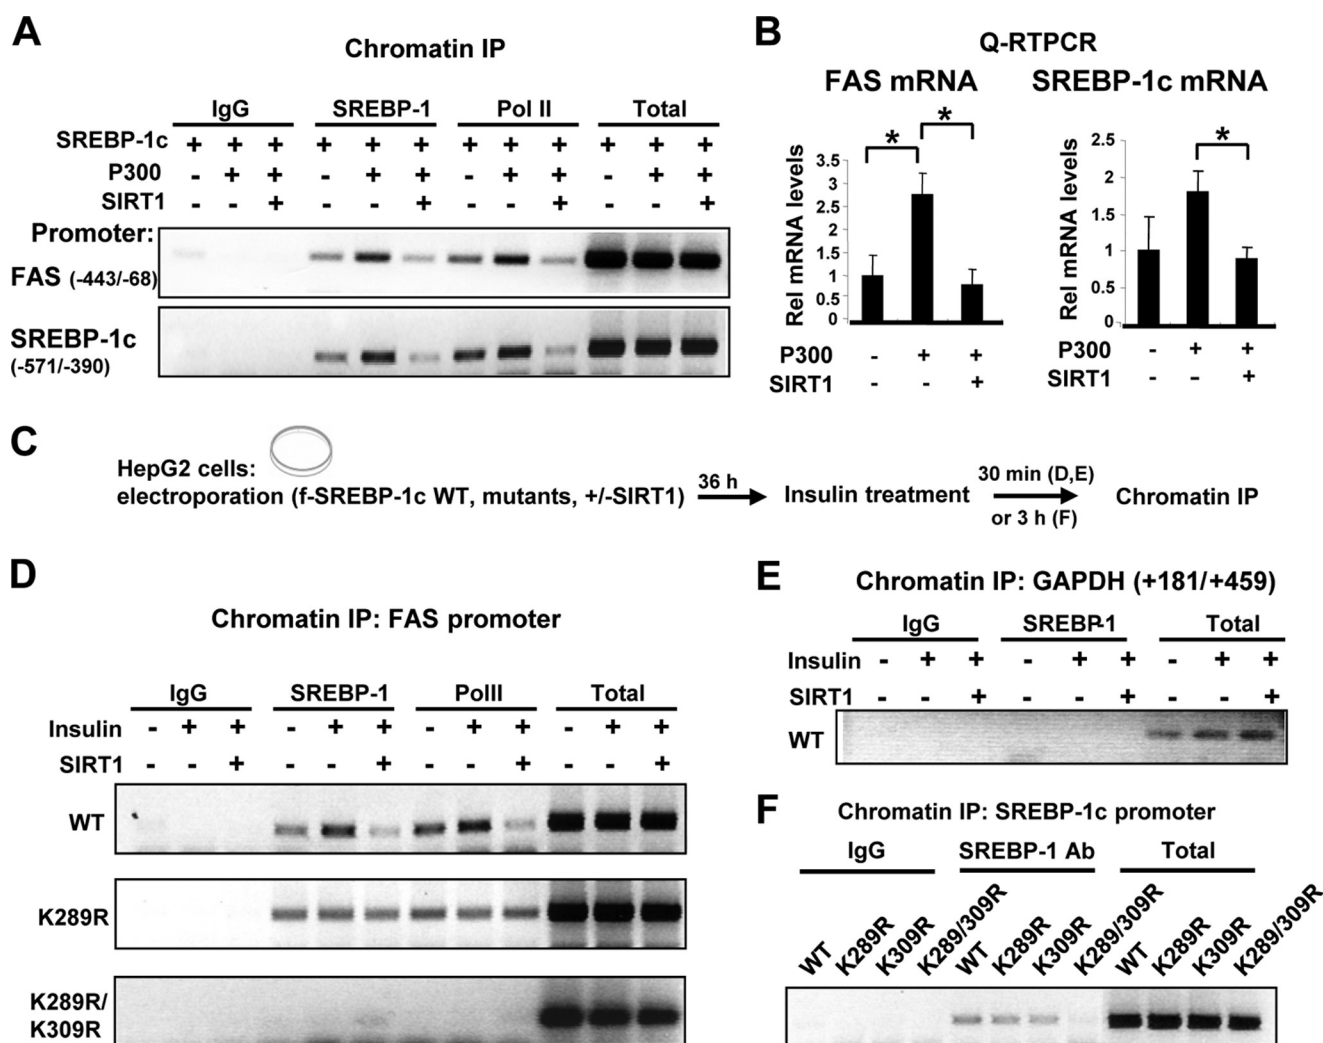 A
Chromatin IP
IgG SREBP-1 Pol II Total
SREBP-1c + + + + + + + + + + + +
P300 - + + - + + - + + - + +
SIRT1 - - + - - + - - + - - +
Promoter:
FAS (-443/-68)
SREBP-1c
(-571/-390)
B
Q-RTPCR
FAS mRNA SREBP-1c mRNA
* *
*
Rel mRNA levels
3.5
3
2.5
2
1.5
1
0.5
0
P300 - + +
SIRT1 - - +
Rel mRNA levels
2.5
2
1.5
1
0.5
0
P300 - + +
SIRT1 - - +
C
HepG2 cells:
electroporation (f-SREBP-1c WT, mutants, +/-SIRT1) 36 h Insulin treatment 30 min (D,E) Chromatin IP
or 3 h (F)
D
Chromatin IP: FAS promoter
IgG SREBP-1 PolII Total
Insulin - + + - + + - + + - + +
SIRT1 - - + - - + - - + - - +
WT
K289R
K289R/
K309R
E
Chromatin IP: GAPDH (+181/+459)
IgG SREBP-1 Total
Insulin - + + - + + - + +
SIRT1 - - + - - + - - +
WT
F
Chromatin IP: SREBP-1c promoter
IgG SREBP-1 Ab Total
WT K289R K309R K289/309R WT K289R K309R K289/309R WT K289R K309R K289/309R